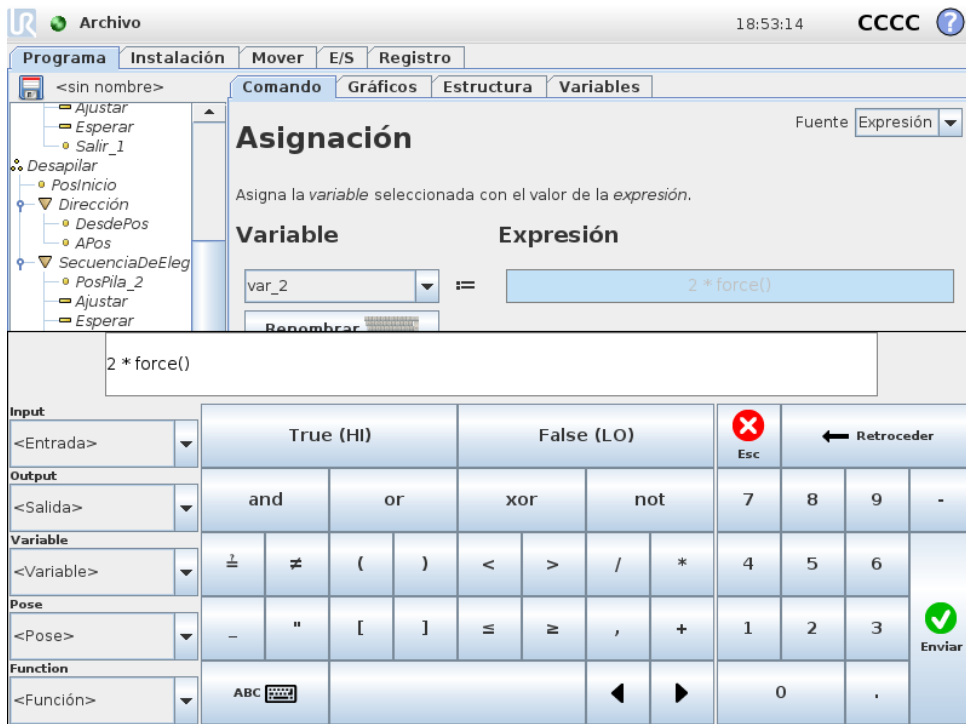 UR Archivo 18:53:14 CCCC ?
Programa Instalación Mover E/S Registro
<sin nombre> Comando Gráficos Estructura Variables
Ajustar
Esperar
Salir_1
Desapilar
PosInicio
Dirección
DesdePos
APos
SecuenciaDeEleg
PosPila_2
Ajustar
Esperar
Fuente Expresión
Asignación
Asigna la variable seleccionada con el valor de la expresión.
Variable Expresión
var_2 := 2 * force()
Renombrar
2 * force()
Input
<Entrada>
Output
<Salida>
Variable
<Variable>
Pose
<Pose>
Function
<Función>
True (HI) False (LO) Esc Retroceder
and or xor not 7 8 9 -
≟ ≠ ( ) < > / * 4 5 6
_ " [ ] ≤ ≥ , + 1 2 3 Enviar
ABC 0 .